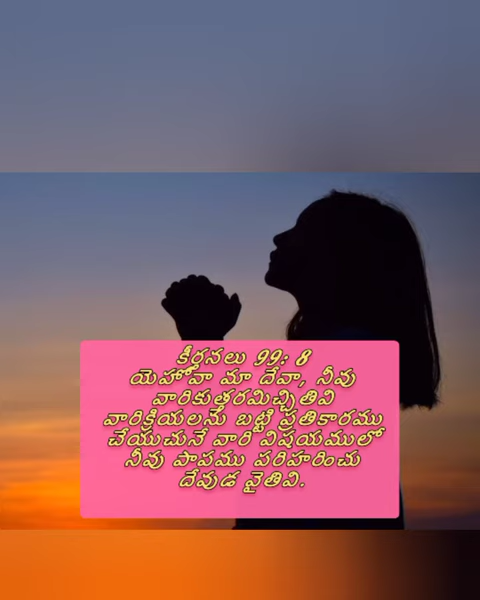 కీర్తనలు 99: 8
యెహోవా మా దేవా, నీవు
వారికుత్తరమిచ్చితివి
వారిక్రియలను బట్టి ప్రతికారము
చేయుచునే వారి విషయములో
నీవు పాపము పరిహరించు
దేవుడ వైతివి.